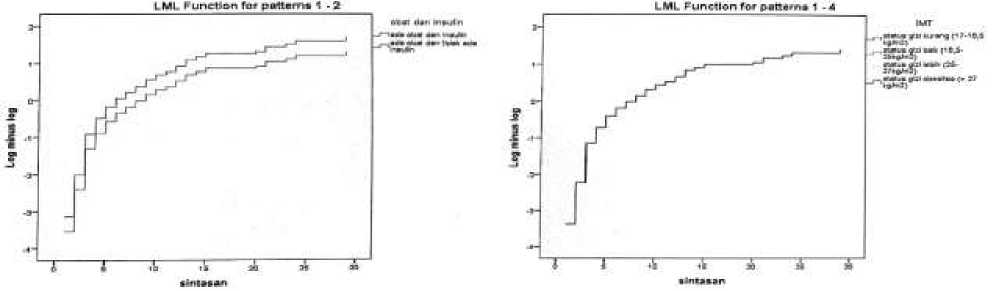 LML Function for patterns 1 - 2
obat dan insulin
ada obat dan insulin
ada obat dan tidak ada
insulin
Log minus log
2
1
0
-1
-2
-3
-4
0
5
10
15
20
25
30
sintasan
LML Function for patterns 1 - 4
IMT
status gizi kurang (17-18,5
kg/m2)
status gizi baik (18,5-
25kg/m2)
status gizi lebih (25-
27kg/m2)
status gizi obesitas (> 27
kg/m2)
Log minus log
2
1
0
-1
-2
-3
-4
0
5
10
15
20
25
30
sintasan